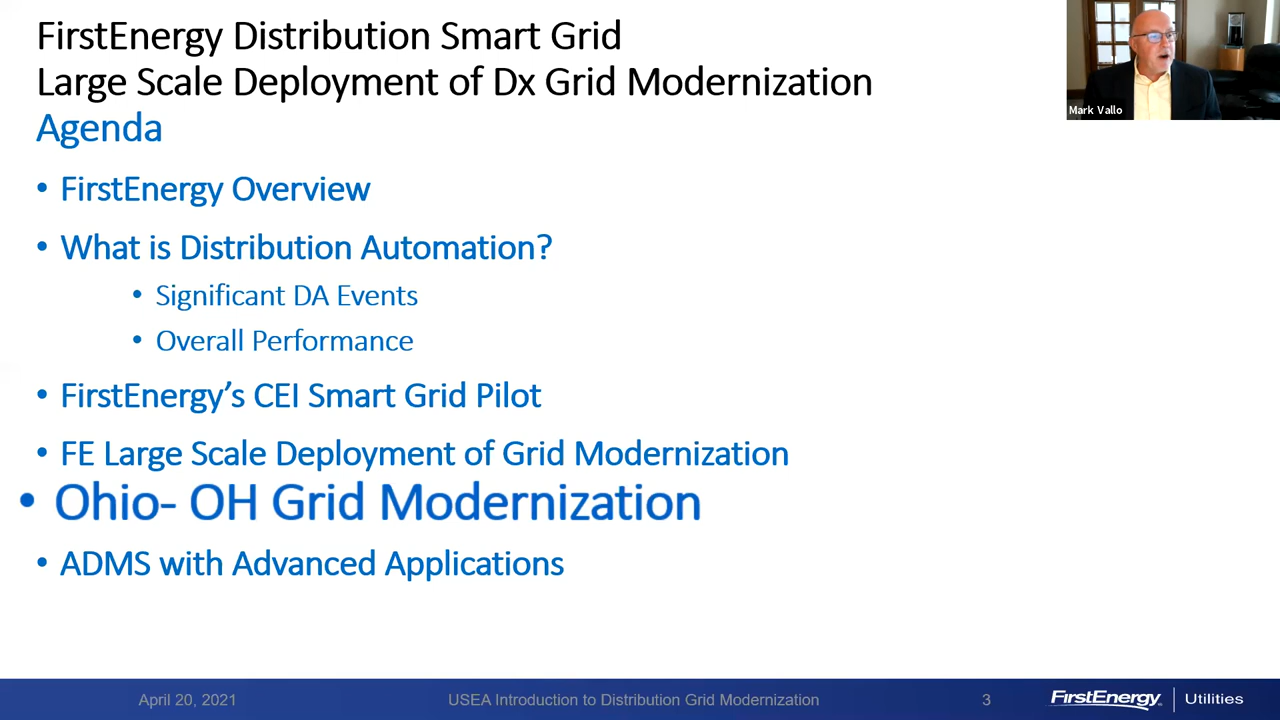 FirstEnergy Distribution Smart Grid
Large Scale Deployment of Dx Grid Modernization
Agenda
• FirstEnergy Overview
• What is Distribution Automation?
• Significant DA Events
• Overall Performance
• FirstEnergy’s CEI Smart Grid Pilot
• FE Large Scale Deployment of Grid Modernization
• Ohio- OH Grid Modernization
• ADMS with Advanced Applications
Mark Vallo
April 20, 2021
USEA Introduction to Distribution Grid Modernization
3
FirstEnergy | Utilities